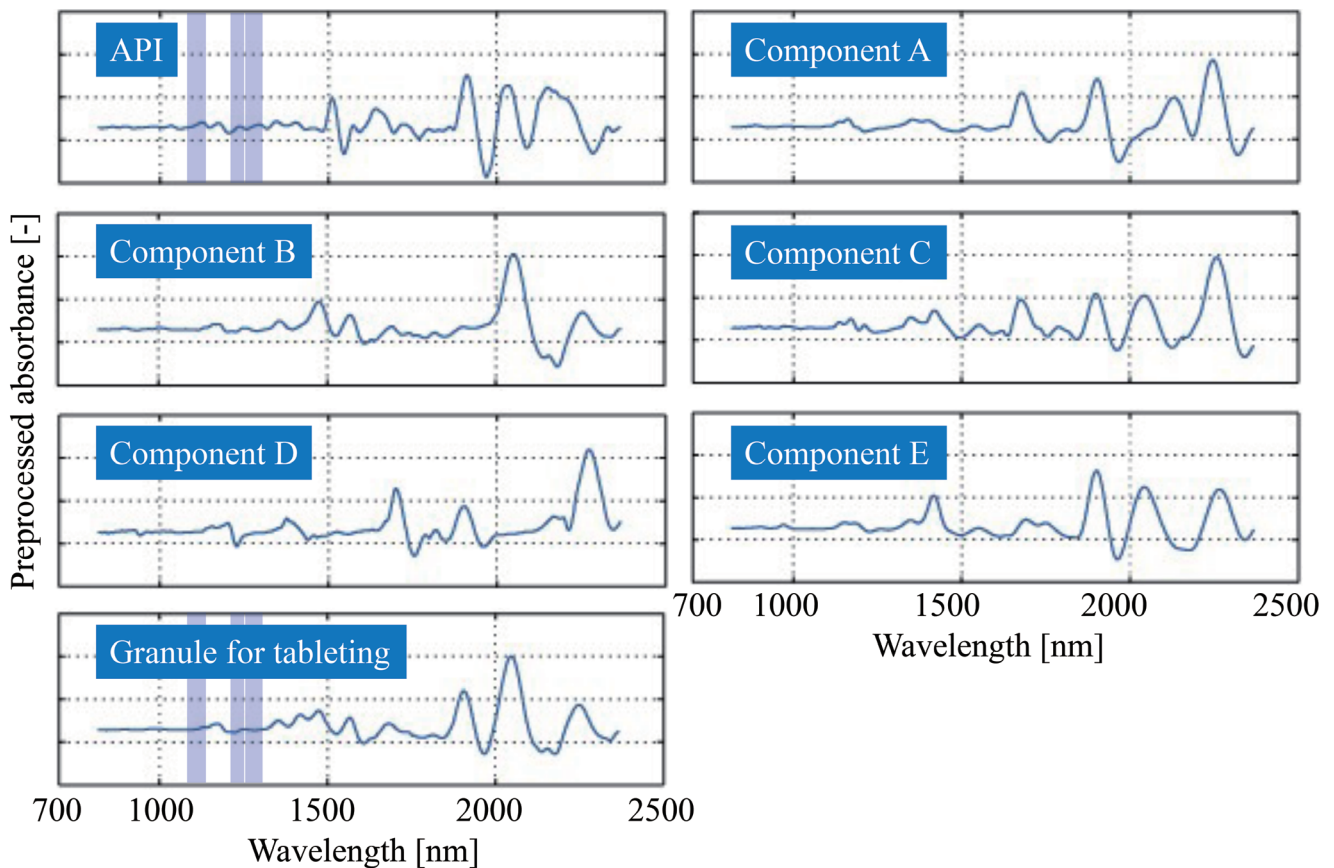 API
Component A
Component B
Component C
Component D
Component E
Granule for tableting
Preprocessed absorbance [-]
700 1000 1500 2000 2500
Wavelength [nm]
700 1000 1500 2000 2500
Wavelength [nm]